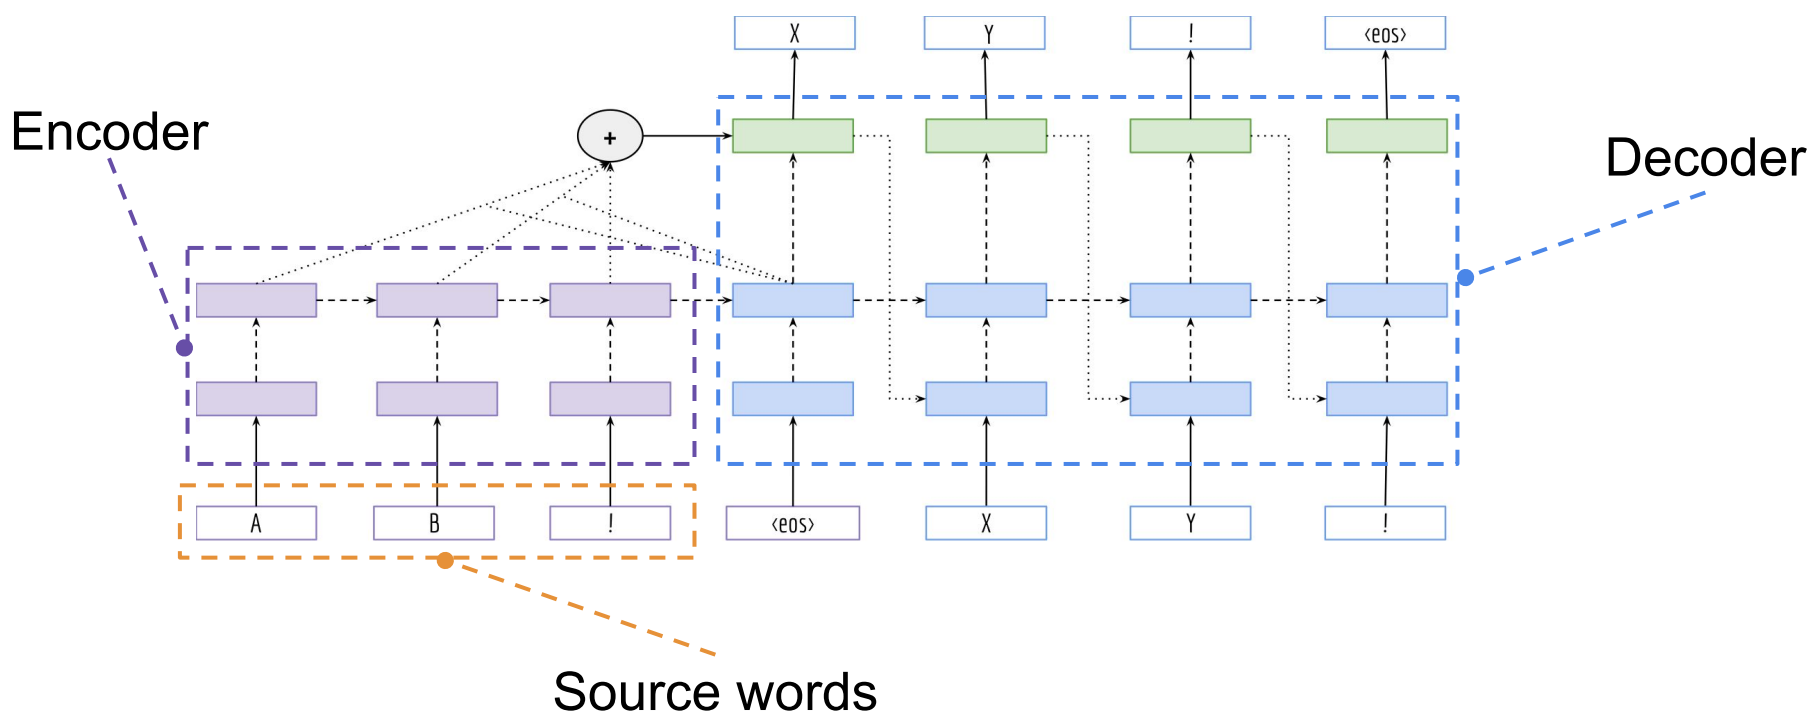 X Y ! <eos>
Encoder
+
Decoder
A B ! <eos> X Y !
Source words